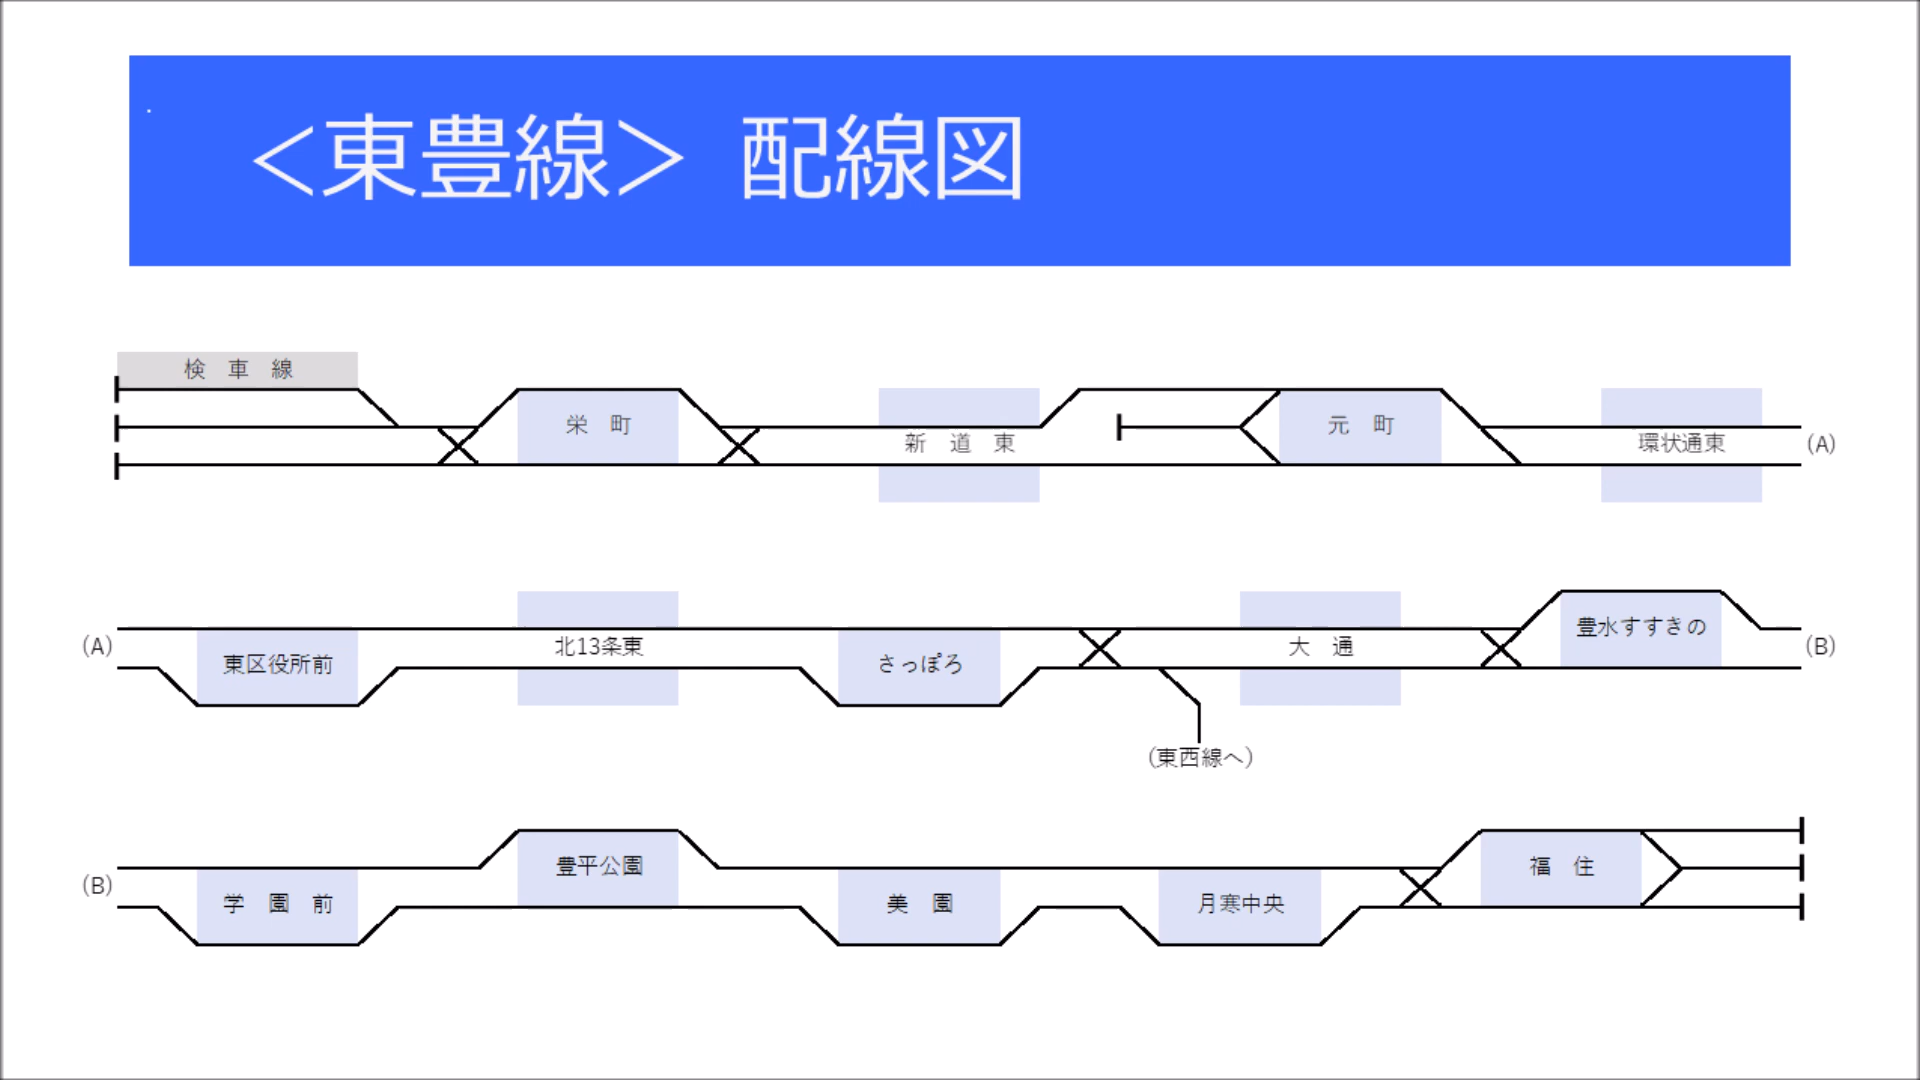 ＜東豊線＞ 配線図
検 車 線
栄 町
新 道 東
元 町
環状通東
(A)
(A)
東区役所前
北13条東
さっぽろ
大 通
豊水すすきの
(B)
(東西線へ)
(B)
学 園 前
豊平公園
美 園
月寒中央
福 住